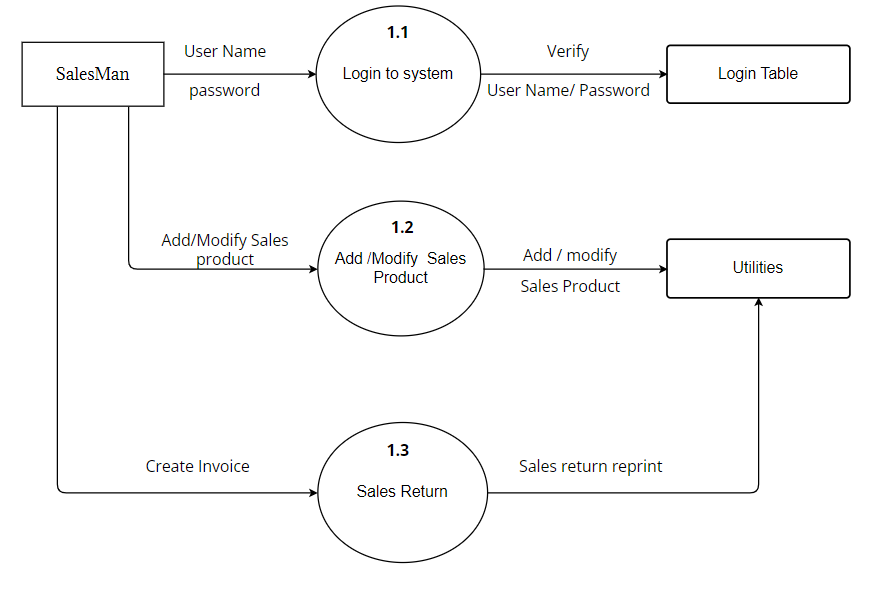 SalesMan
User Name
password
1.1
Login to system
Verify
User Name/ Password
Login Table
Add/Modify Sales
product
1.2
Add /Modify  Sales
Product
Add / modify
Sales Product
Utilities
Create Invoice
1.3
Sales Return
Sales return reprint